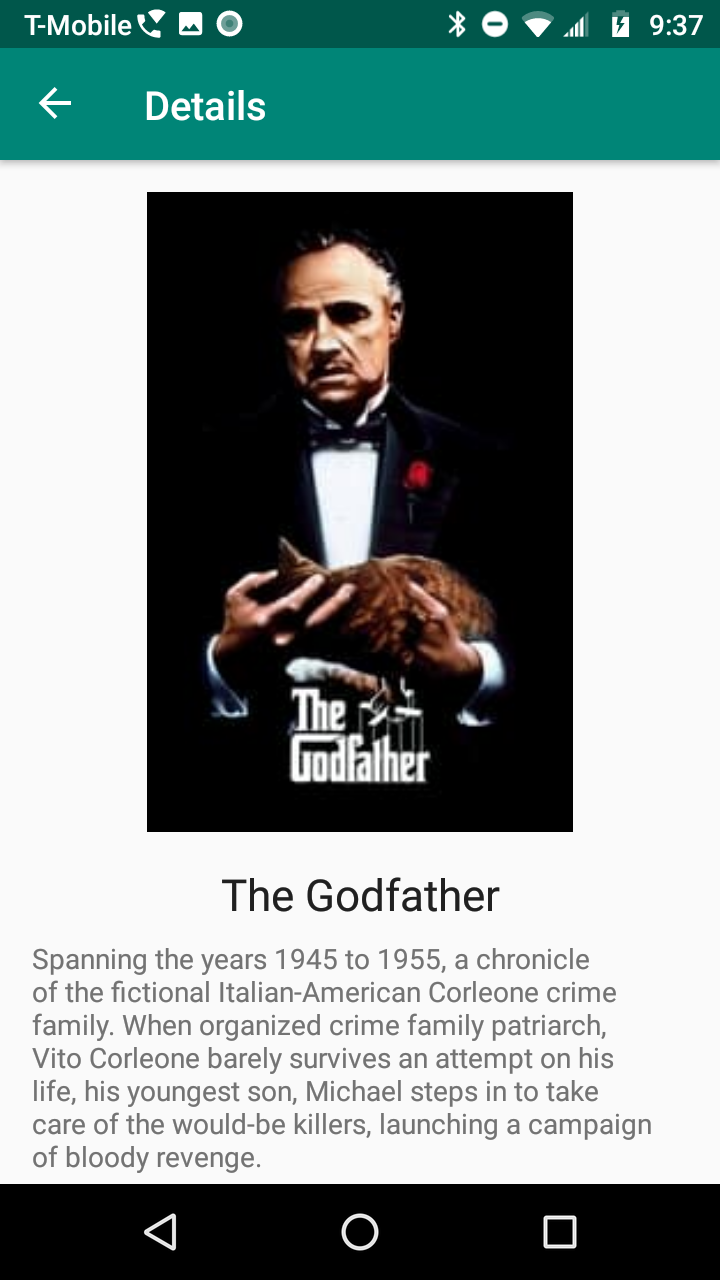 T-Mobile 9:37
Details
The
Godfather
The Godfather
Spanning the years 1945 to 1955, a chronicle
of the fictional Italian-American Corleone crime
family. When organized crime family patriarch,
Vito Corleone barely survives an attempt on his
life, his youngest son, Michael steps in to take
care of the would-be killers, launching a campaign
of bloody revenge.